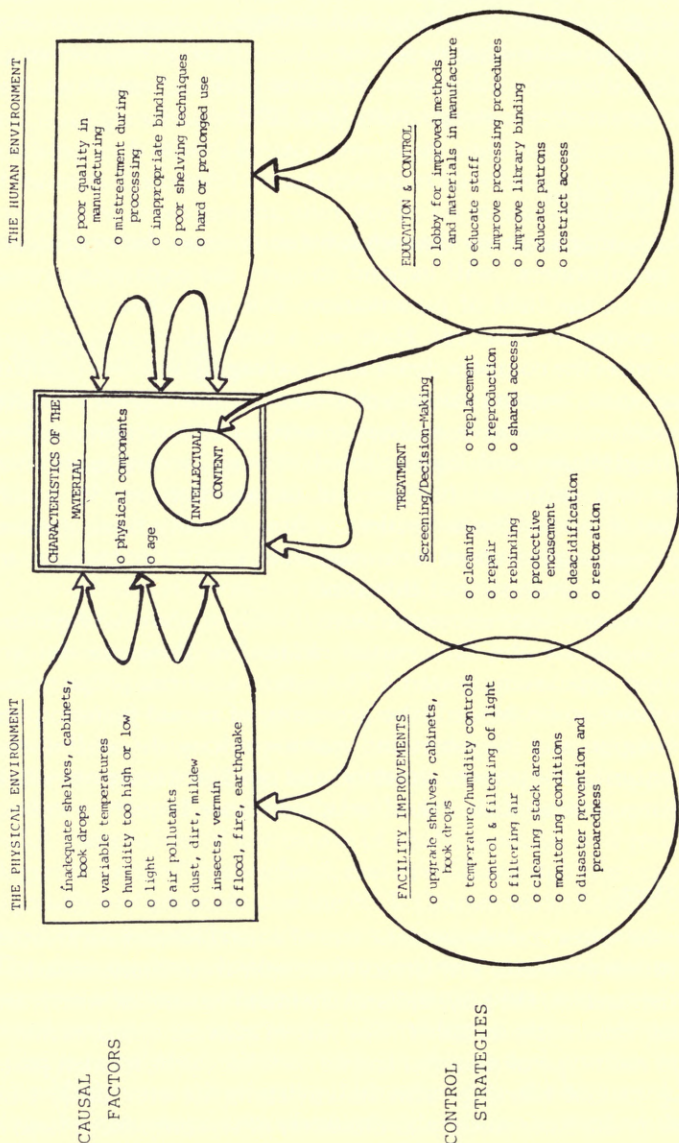 CAUSAL
FACTORS
THE PHYSICAL ENVIRONMENT
o inadequate shelves, cabinets,
book drops
o variable temperatures
o humidity too high or low
o light
o air pollutants
o dust, dirt, mildew
o insects, vermin
o flood, fire, earthquake
CHARACTERISTICS OF THE
MATERIAL
o physical components
o age
INTELLECTUAL
CONTENT
THE HUMAN ENVIRONMENT
o poor quality in
manufacturing
o mistreatment during
processing
o inappropriate binding
o poor shelving techniques
o hard or prolonged use
CONTROL
STRATEGIES
FACILITY IMPROVEMENTS
o upgrade shelves, cabinets,
book drops
o temperature/humidity controls
o control & filtering of light
o filtering air
o cleaning stack areas
o monitoring conditions
o disaster prevention and
preparedness
TREATMENT
Screening/Decision-Making
o cleaning
o repair
o rebinding
o protective
encasement
o deacidification
o restoration
o replacement
o reproduction
o shared access
EDUCATION & CONTROL
o lobby for improved methods
and materials in manufacture
o educate staff
o improve processing procedures
o improve library binding
o educate patrons
o restrict access